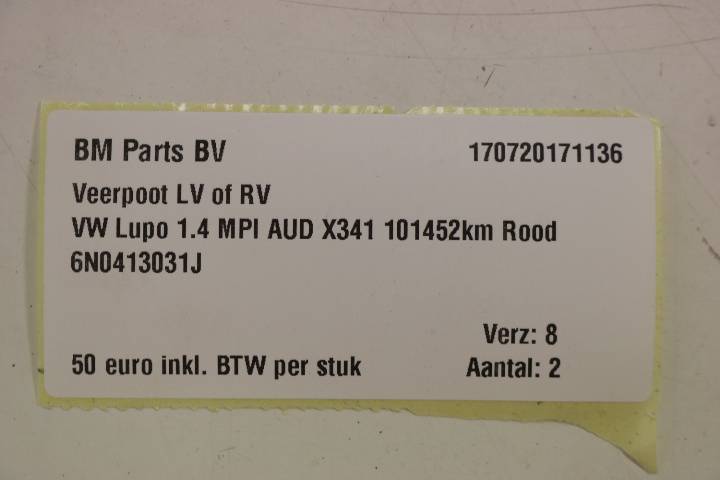 BM Parts BV 170720171136
Veerpoot LV of RV
VW Lupo 1.4 MPI AUD X341 101452km Rood
6N0413031J
Verz: 8
50 euro inkl. BTW per stuk Aantal: 2